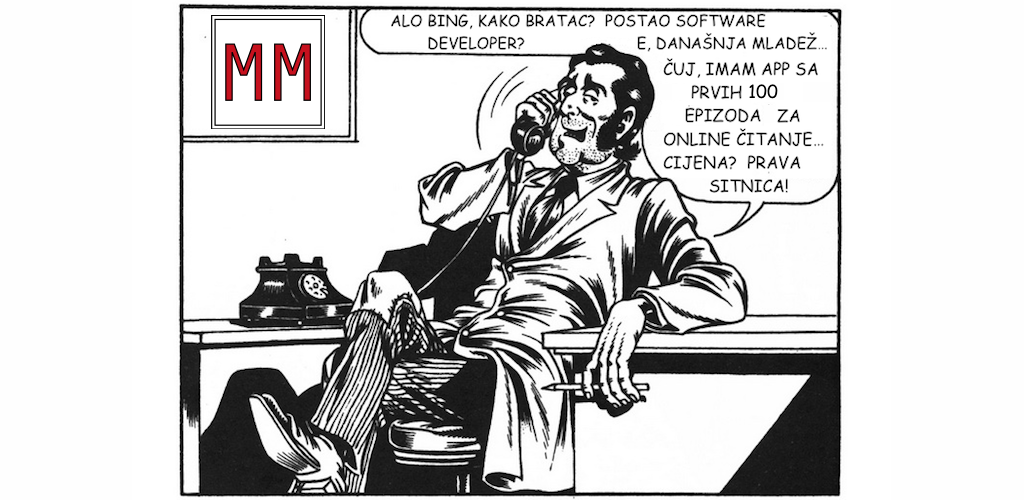 MM
ALO BING, KAKO BRATAC? POSTAO SOFTWARE
DEVELOPER? E, DANAŠNJA MLADEŽ...
ČUJ, IMAM APP SA
PRVIH 100
EPIZODA ZA
ONLINE ČITANJE...
CIJENA? PRAVA
SITNICA!